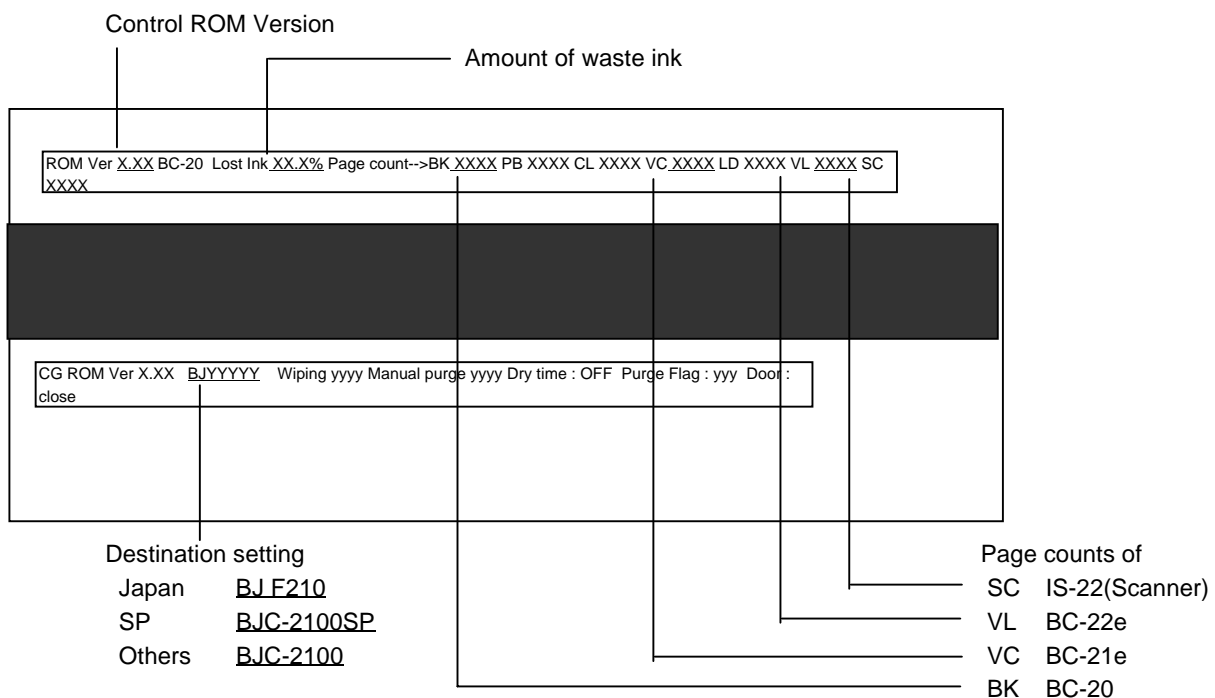 Control ROM Version
Amount of waste ink
ROM Ver X.XX BC-20 Lost Ink XX.X% Page count-->BK XXXX PB XXXX CL XXXX VC XXXX LD XXXX VL XXXX SC
XXXX
CG ROM Ver X.XX BJYYYYY Wiping yyyy Manual purge yyyy Dry time : OFF Purge Flag : yyy Door :
close
Destination setting
Japan BJ F210
SP BJC-2100SP
Others BJC-2100
Page counts of
SC IS-22(Scanner)
VL BC-22e
VC BC-21e
BK BC-20